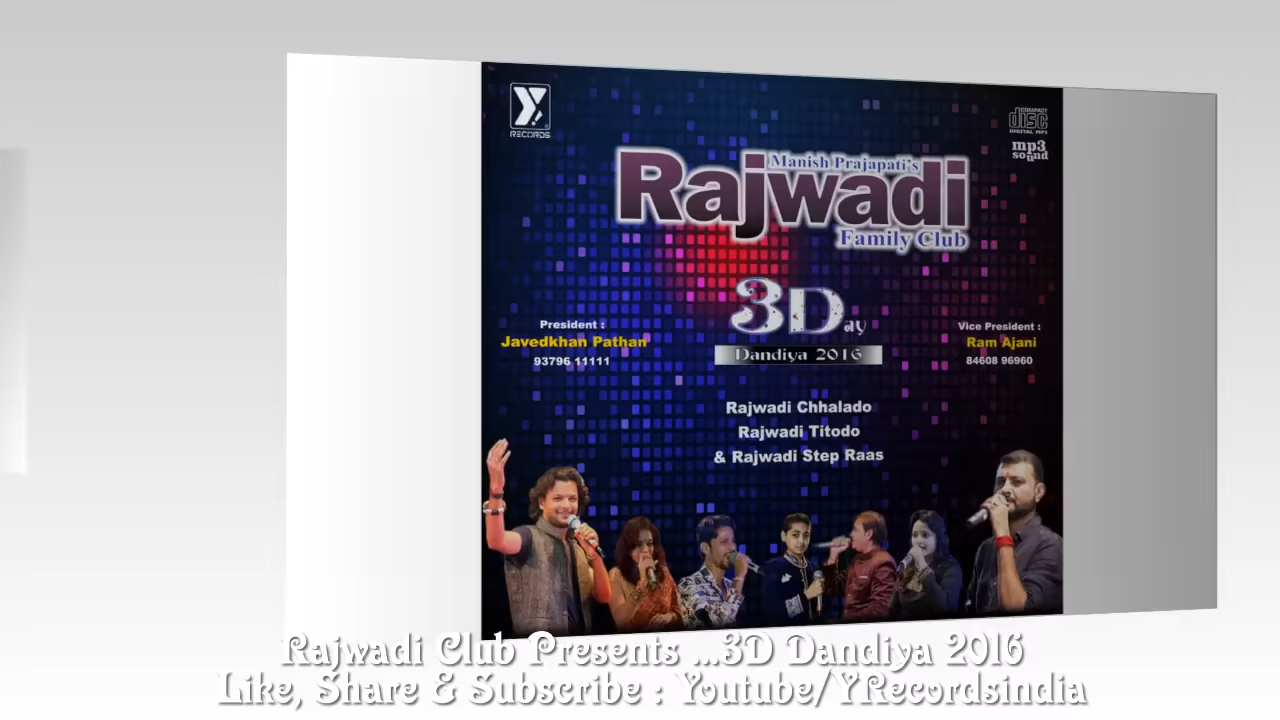 Y
RECORDS
COMPACT
disc
DIGITAL MP3
mp3
sound
Manish Prajapati's
Rajwadi
Family Club
3Day
Dandiya 2016
President :
Javedkhan Pathan
93796 11111
Vice President :
Ram Ajani
84608 96960
Rajwadi Chhalado
Rajwadi Titodo
& Rajwadi Step Raas
Rajwadi Club Presents ...3D Dandiya 2016
Like, Share & Subscribe : Youtube/YRecordsindia